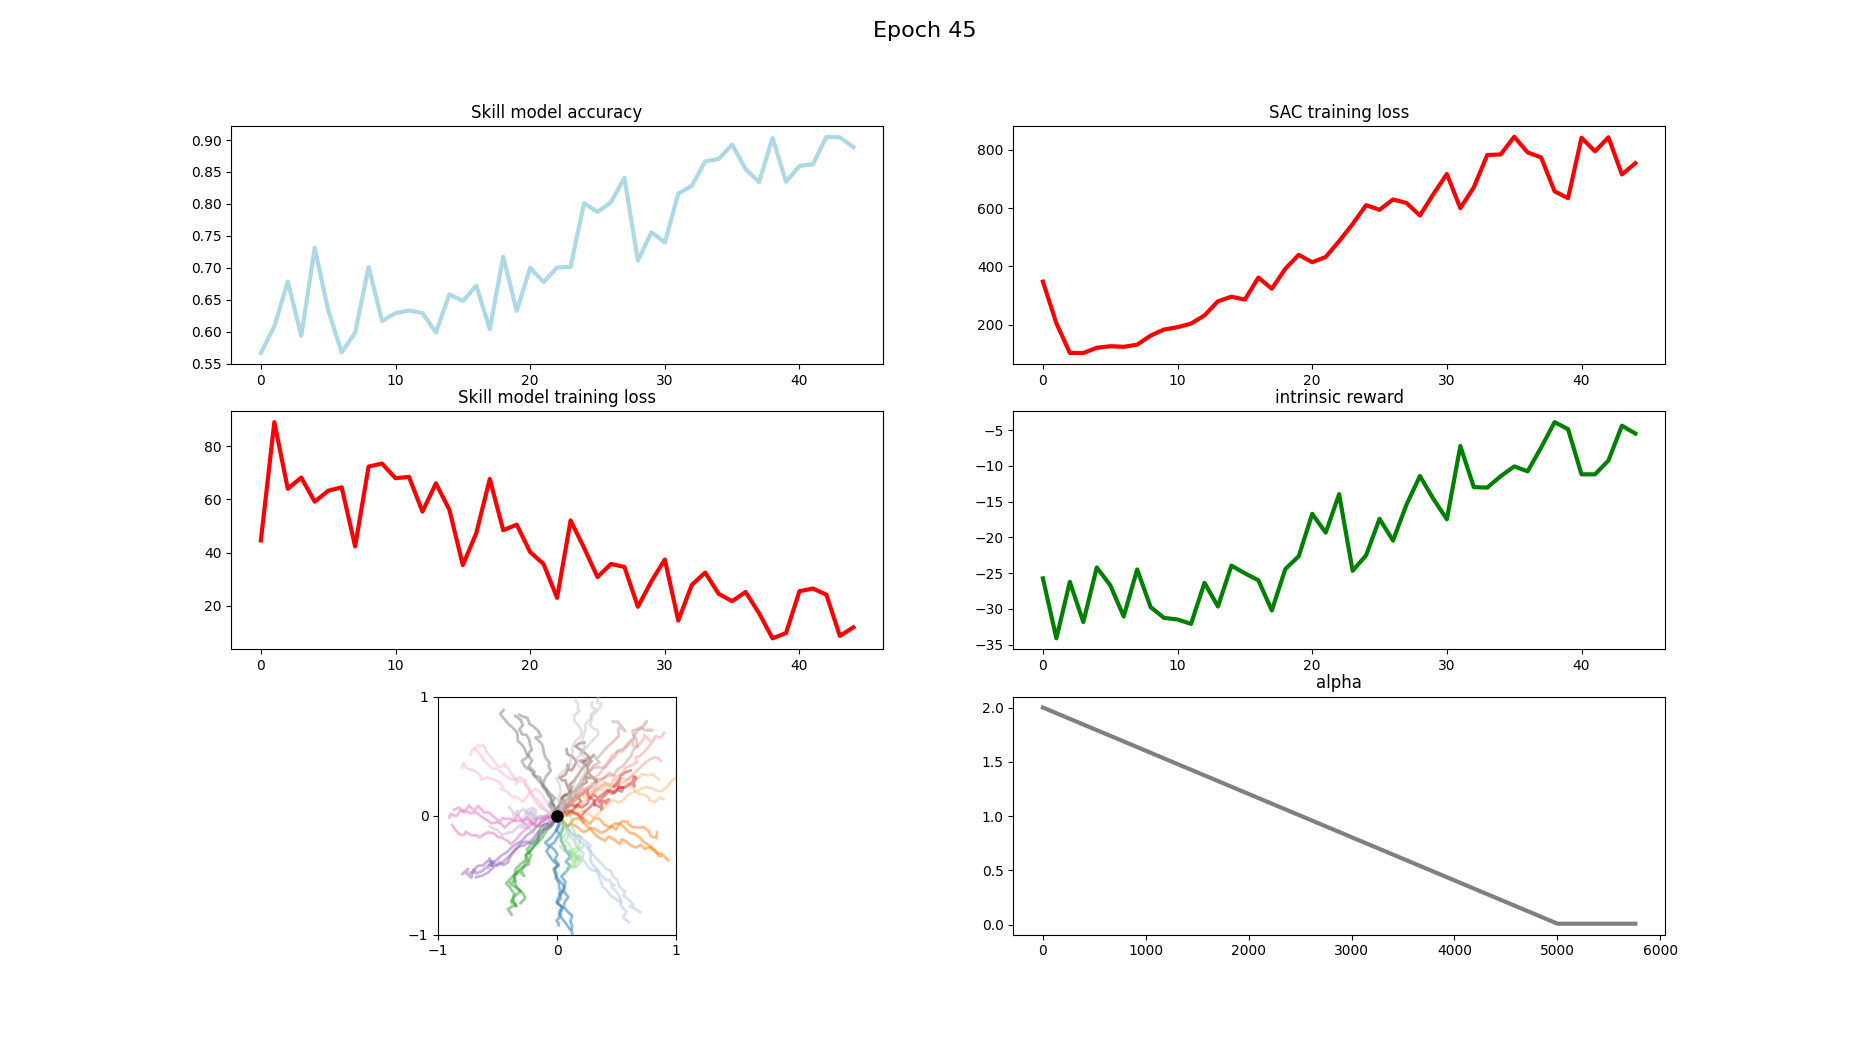 Epoch 45
Skill model accuracy
0.90
0.85
0.80
0.75
0.70
0.65
0.60
0.55
0 10 20 30 40
SAC training loss
800
600
400
200
0 10 20 30 40
Skill model training loss
80
60
40
20
0 10 20 30 40
intrinsic reward
−5
−10
−15
−20
−25
−30
−35
0 10 20 30 40
1
0
−1
−1 0 1
alpha
2.0
1.5
1.0
0.5
0.0
0 1000 2000 3000 4000 5000 6000